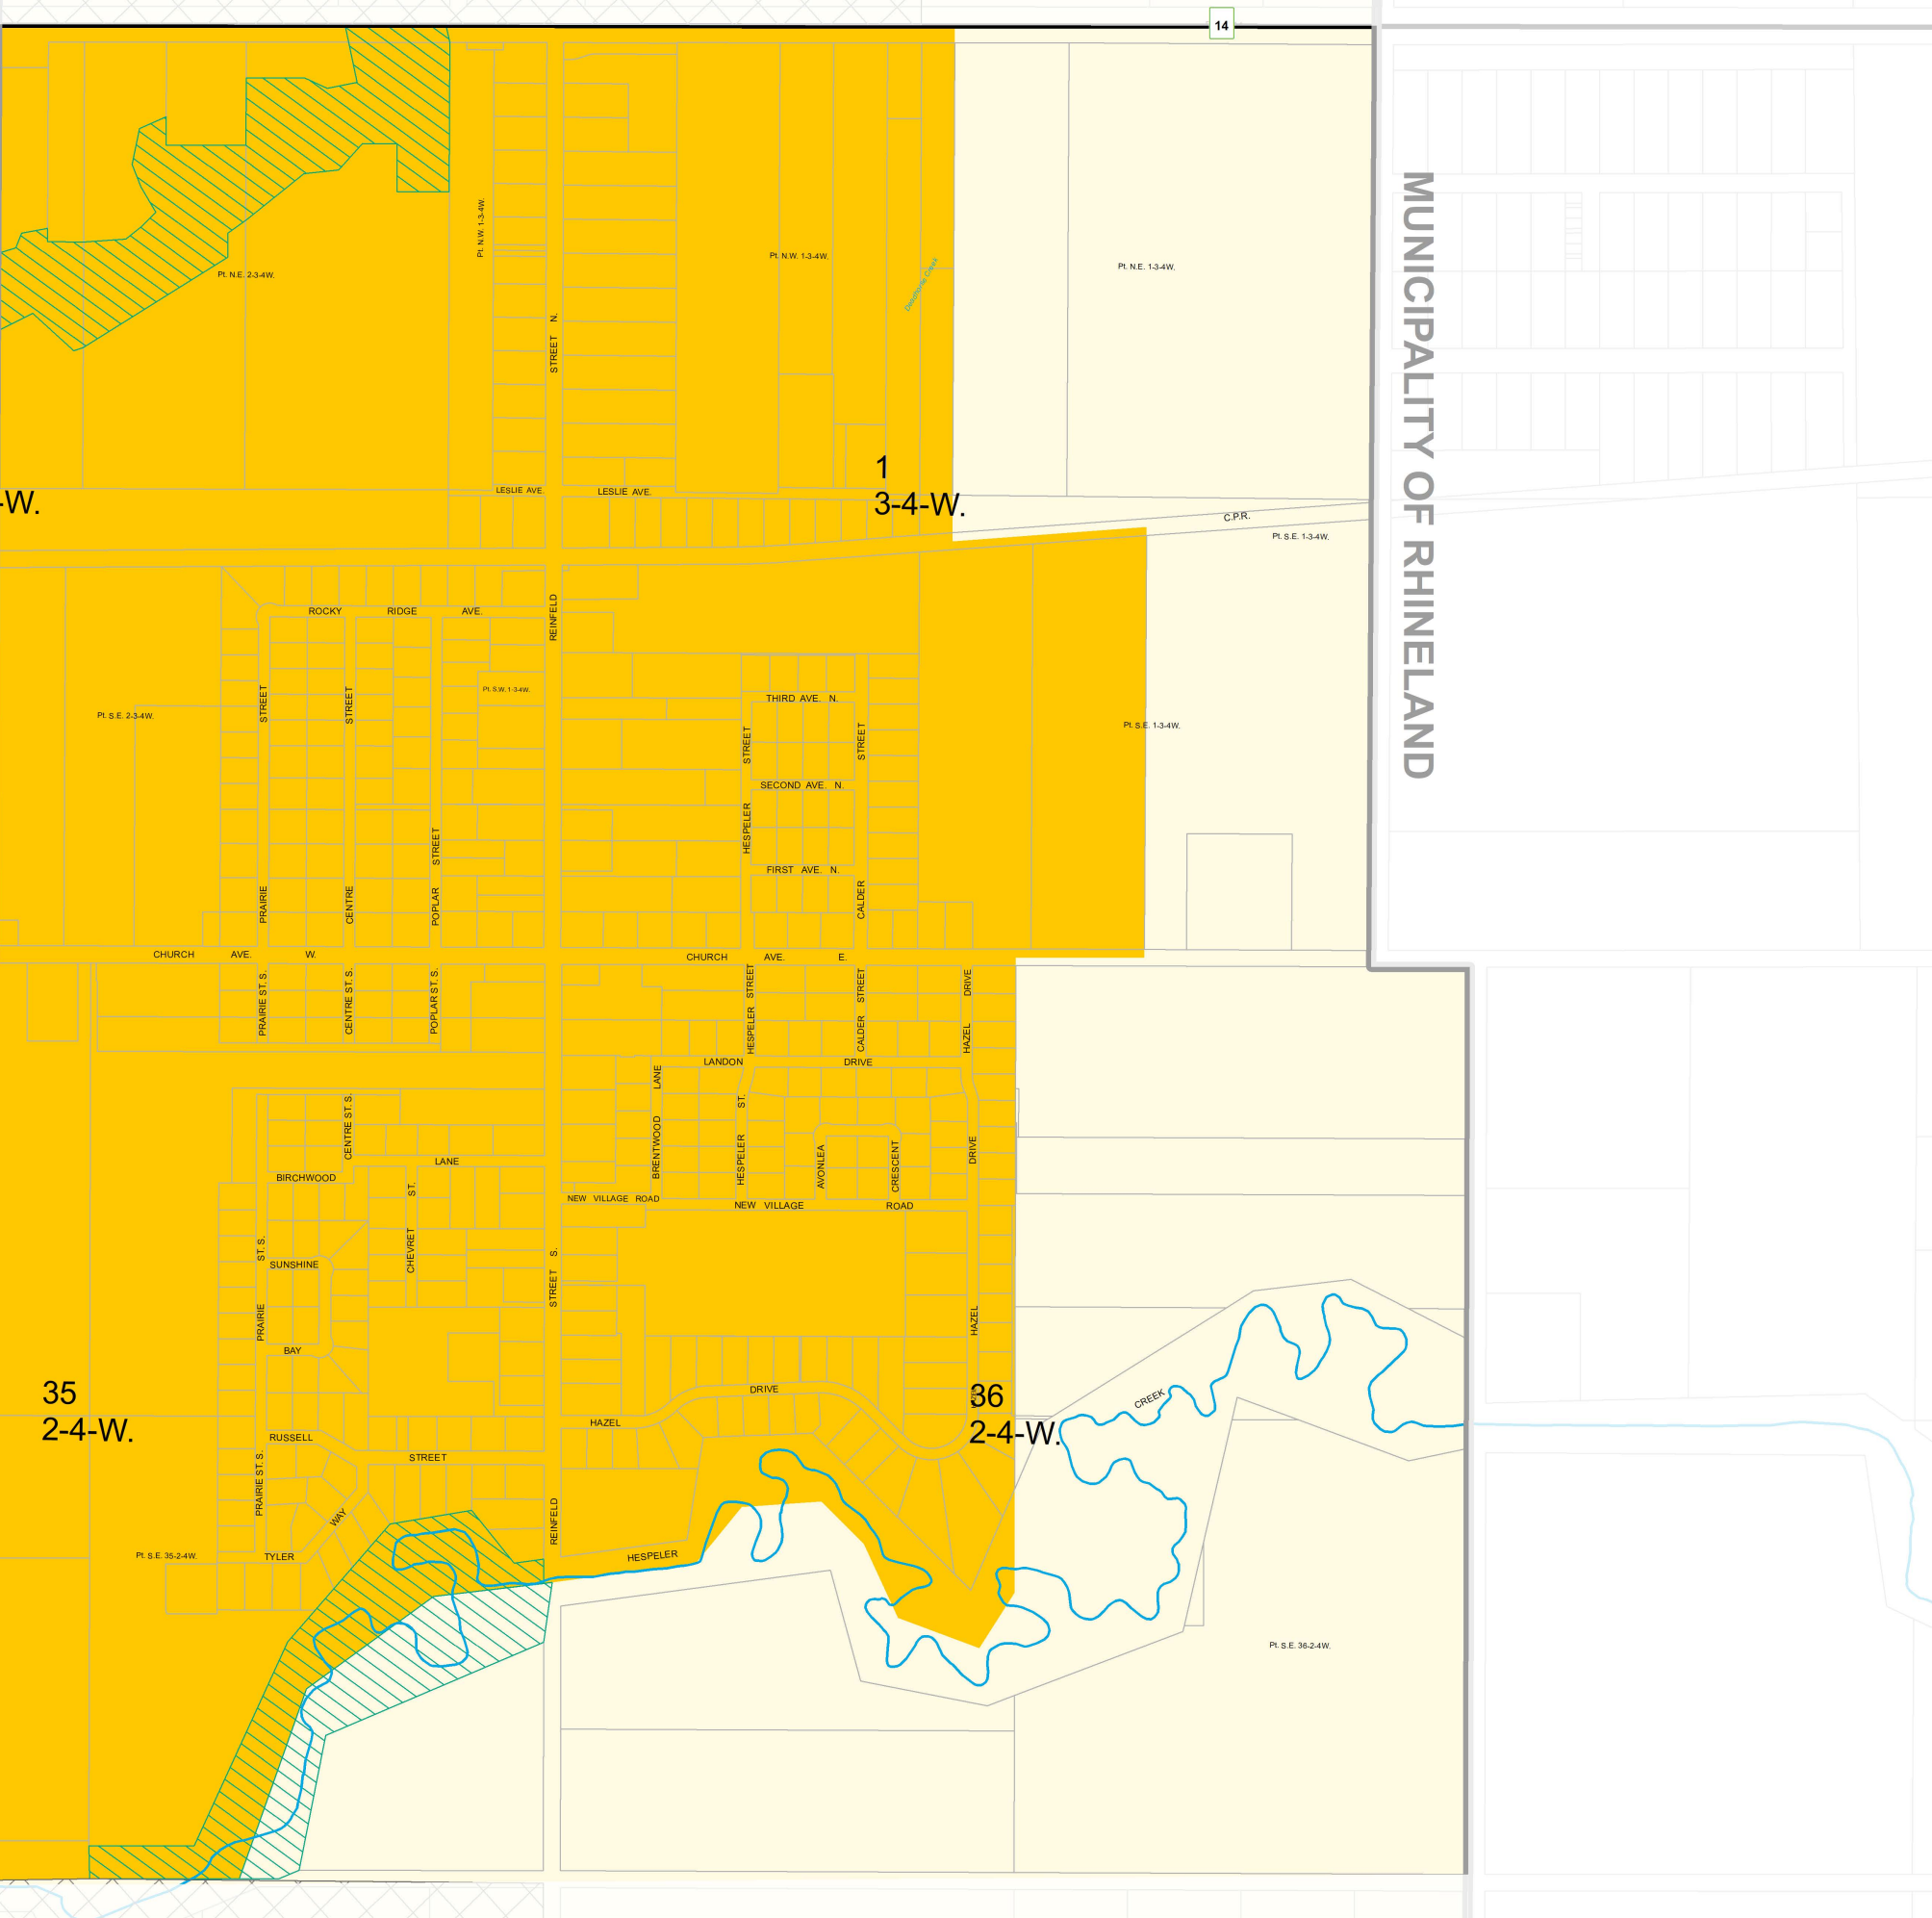 14
MUNICIPALITY OF RHINELAND
Pt. N.W. 1-3-4W.
Pt. N.E. 2-3-4W.
Pt. N.W. 1-3-4W.
Pt. N.E. 1-3-4W.
Deadhorse Creek
STREET N.
1
3-4-W.
-W.
LESLIE AVE.
LESLIE AVE.
C.P.R.
Pt. S.E. 1-3-4W.
ROCKY RIDGE AVE.
REINFELD
Pt. S.W. 1-3-4W.
THIRD AVE. N.
Pt. S.E. 2-3-4W.
STREET
STREET
STREET
STREET
Pt. S.E. 1-3-4W.
SECOND AVE. N.
HESPELER
STREET
FIRST AVE. N.
PRAIRIE
CENTRE
POPLAR
CALDER
CHURCH AVE. W.
CHURCH AVE. E.
PRAIRIE ST. S.
CENTRE ST. S.
POPLAR ST. S.
HESPELER STREET
CALDER STREET
HAZEL DRIVE
LANDON DRIVE
LANE
BRENTWOOD
ST.
HESPELER
CENTRE ST. S.
AVONLEA
CRESCENT
DRIVE
LANE
BIRCHWOOD
ST.
NEW VILLAGE ROAD
NEW VILLAGE ROAD
ST. S.
CHEVRET
STREET S.
SUNSHINE
PRAIRIE
HAZEL
BAY
35
2-4-W.
DRIVE
36
2-4-W.
CREEK
HAZEL
RUSSELL
STREET
PRAIRIE ST. S.
WAY
REINFELD
Pt. S.E. 35-2-4W.
TYLER
HESPELER
Pt. S.E. 36-2-4W.